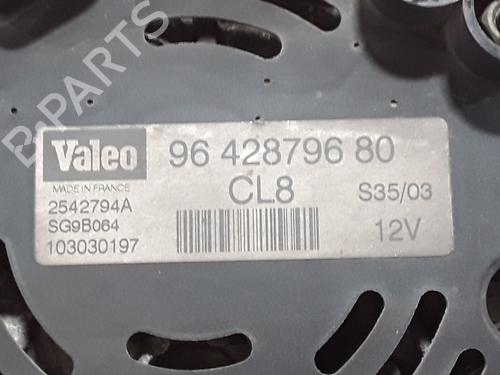 B-PARTS
Valeo
96 428796 80
MADE IN FRANCE
CL8
S35/03
2542794A
SG9B064
103030197
12V